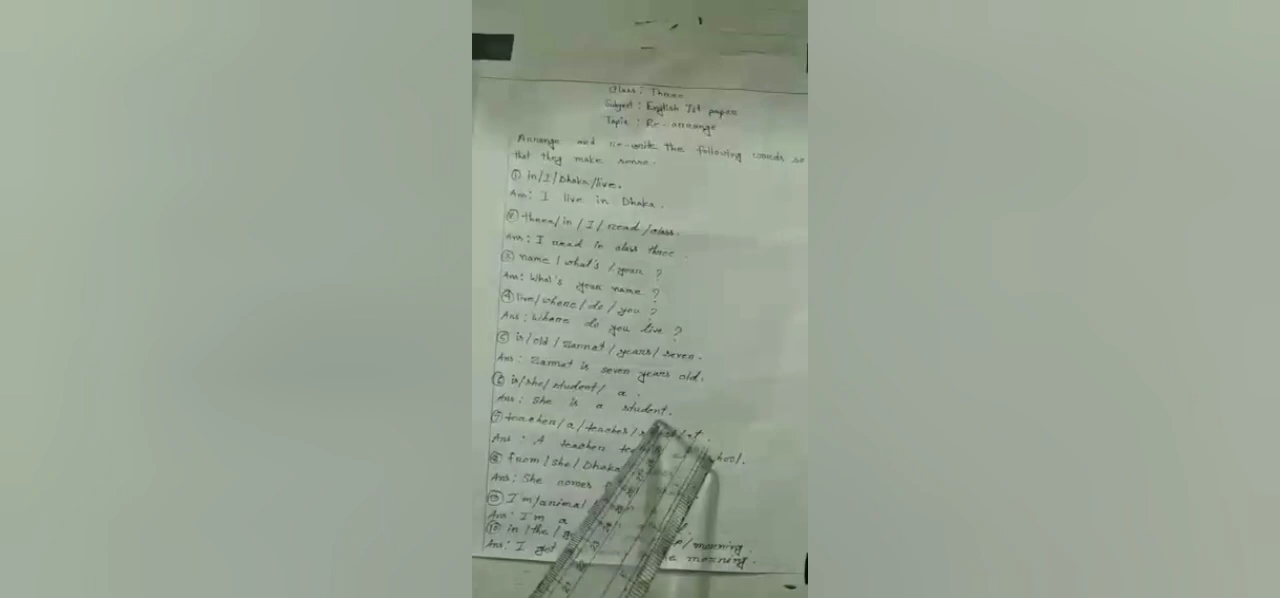 Class: Three
Subject: English 1st paper
Topic: Re-arrange
Arrange and re-write the following words so
that they make sense.
① in/I/Dhaka/live.
Ans: I live in Dhaka.
② three/in/I/read/class.
Ans: I read in class three.
③ name/what's/your?
Ans: What's your name?
④ live/where/do/you?
Ans: Where do you live?
⑤ is/old/Jannat/years/seven.
Ans: Jannat is seven years old.
⑥ is/she/student/a.
Ans: She is a student.
⑦ teacher/a/teaches/ /at.
Ans: A teacher
⑧ from/she/Dhaka
Ans: She comes
⑨ I'm/animal
Ans: I'm a
⑩ in/the/ /morning.
Ans: I get morning.